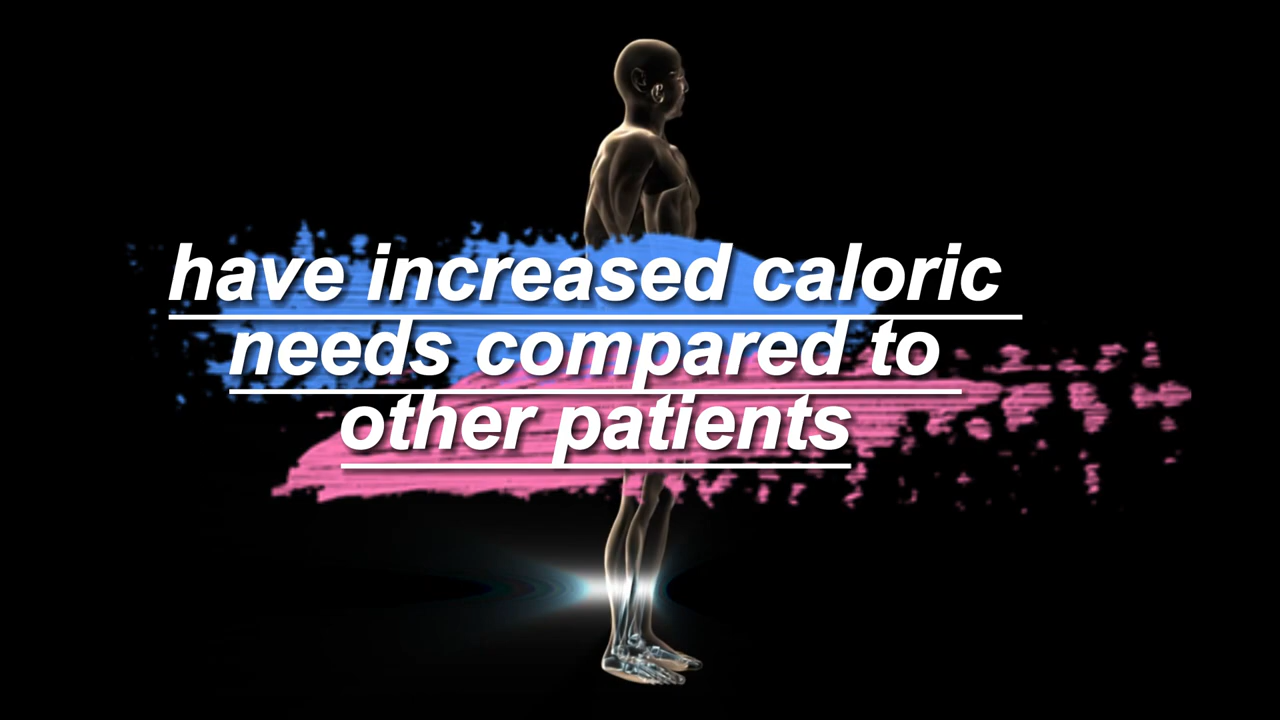 have increased caloric
needs compared to
other patients